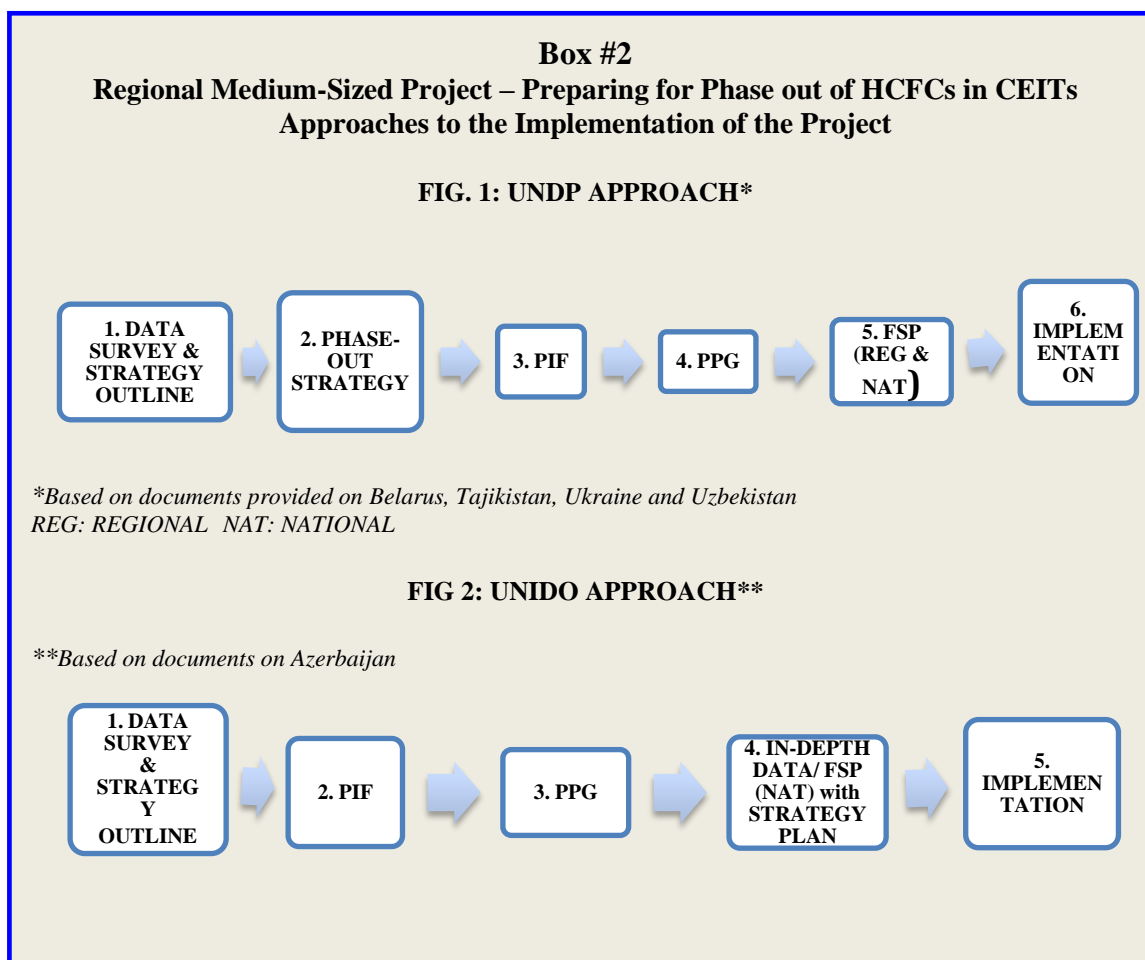 Box #2
Regional Medium-Sized Project – Preparing for Phase out of HCFCs in CEITs
Approaches to the Implementation of the Project
FIG. 1: UNDP APPROACH*
1. DATA
SURVEY &
STRATEGY
OUTLINE
2. PHASE-
OUT
STRATEGY
3. PIF
4. PPG
5. FSP
(REG &
NAT)
6.
IMPLEM
ENTATI
ON
*Based on documents provided on Belarus, Tajikistan, Ukraine and Uzbekistan
REG: REGIONAL NAT: NATIONAL
FIG 2: UNIDO APPROACH**
**Based on documents on Azerbaijan
1. DATA
SURVEY
&
STRATEG
Y
OUTLINE
2. PIF
3. PPG
4. IN-DEPTH
DATA/ FSP
(NAT) with
STRATEGY
PLAN
5.
IMPLEMEN
TATION